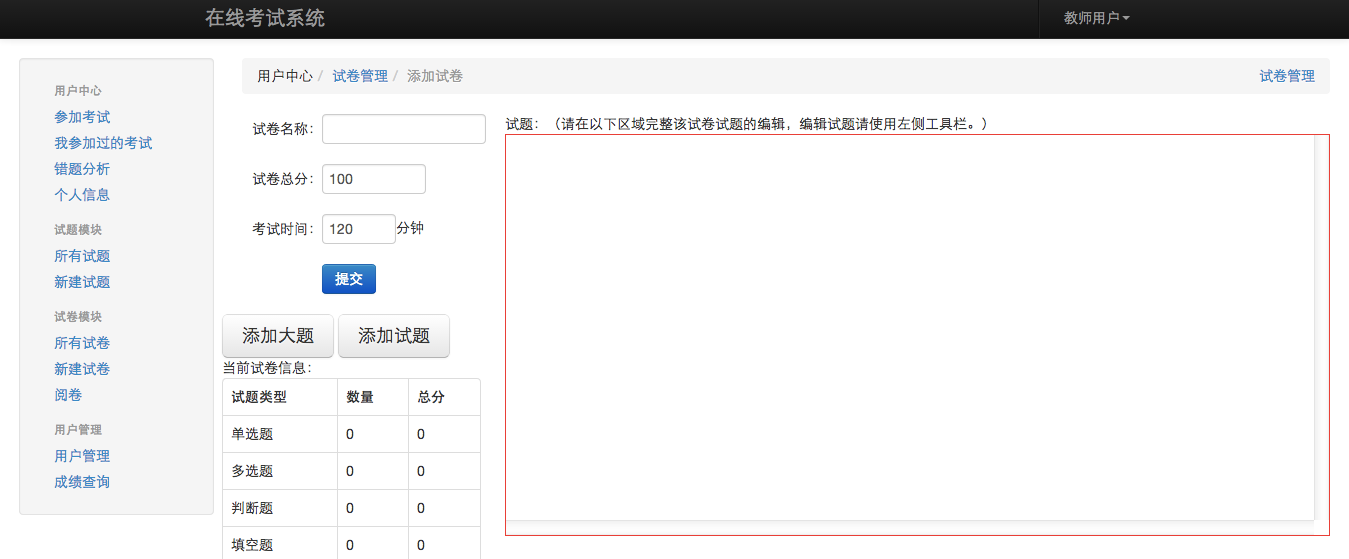 在线考试系统
教师用户
用户中心
参加考试
我参加过的考试
错题分析
个人信息
试题模块
所有试题
新建试题
试卷模块
所有试卷
新建试卷
阅卷
用户管理
用户管理
成绩查询
用户中心 / 试卷管理 / 添加试卷
试卷管理
试卷名称:
试卷总分: 100
考试时间: 120 分钟
提交
添加大题 添加试题
当前试卷信息:
试题类型 数量 总分
单选题 0 0
多选题 0 0
判断题 0 0
填空题 0 0
试题: （请在以下区域完整该试卷试题的编辑，编辑试题请使用左侧工具栏。）